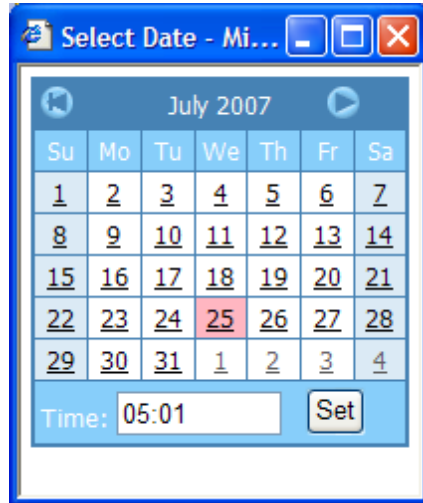 Select Date - Mi...
July 2007
Su Mo Tu We Th Fr Sa
1 2 3 4 5 6 7
8 9 10 11 12 13 14
15 16 17 18 19 20 21
22 23 24 25 26 27 28
29 30 31 1 2 3 4
Time: 05:01 Set